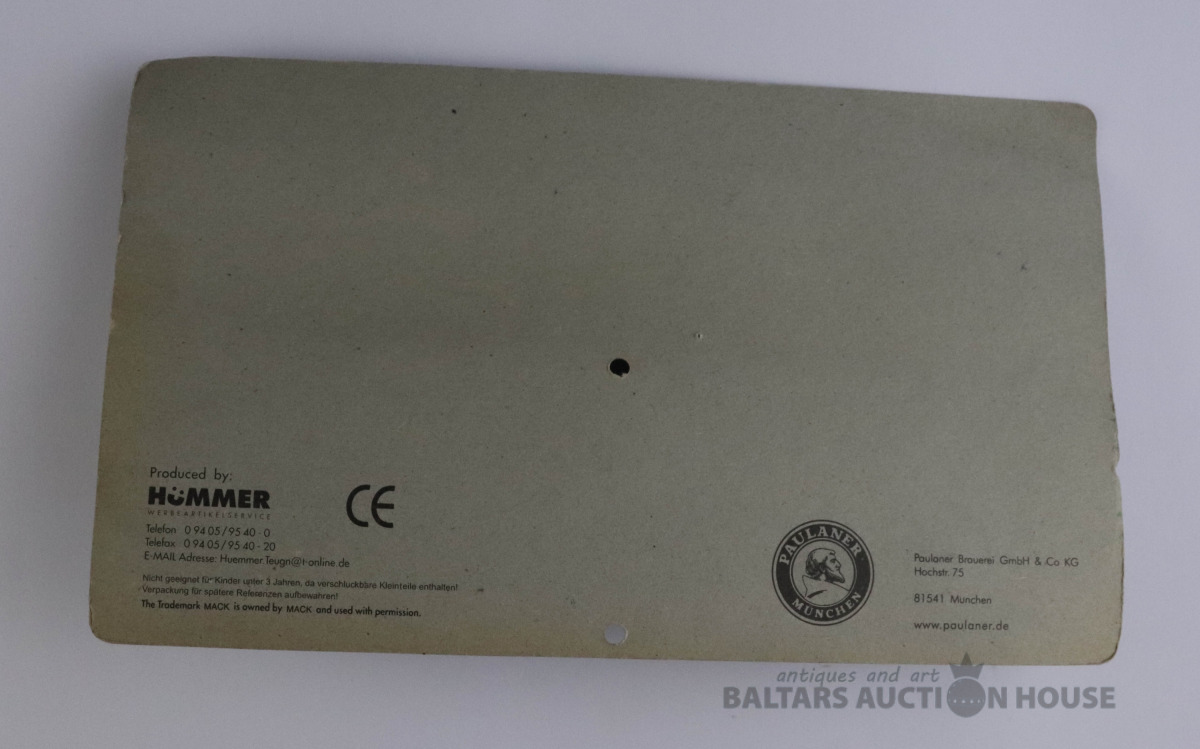 Produced by:
HÜMMER
WERBEARTIKELSERVICE
CE
Telefon 0 94 05/95 40 - 0
Telefax 0 94 05/95 40 - 20
E-MAIL Adresse: Huemmer.Teugn@t-online.de
Nicht geeignet für Kinder unter 3 Jahren, da verschluckbare Kleinteile enthalten!
Verpackung für spätere Referenzen aufbewahren!
The Trademark MACK is owned by MACK and used with permission.
PAULANER
MÜNCHEN
Paulaner Brauerei GmbH & Co KG
Hochstr. 75
81541 München
www.paulaner.de
antiques and art
BALTARS AUCTION HOUSE